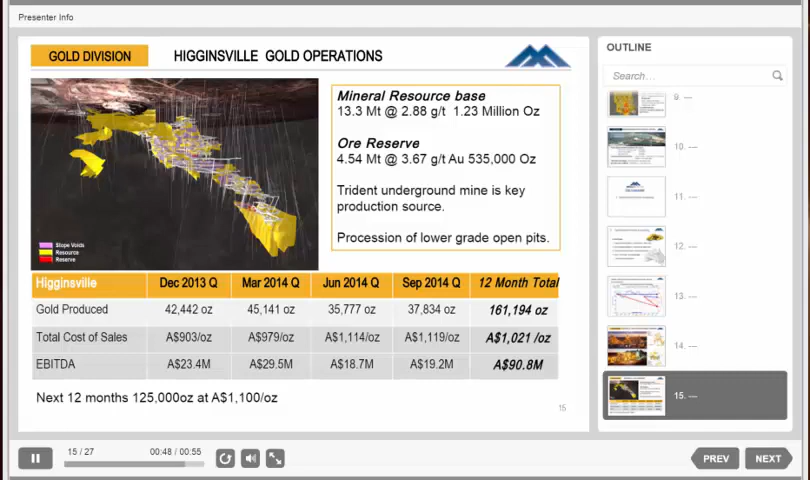 Presenter Info
GOLD DIVISION
HIGGINSVILLE GOLD OPERATIONS
Mineral Resource base
13.3 Mt @ 2.88 g/t 1.23 Million Oz
Ore Reserve
4.54 Mt @ 3.67 g/t Au 535,000 Oz
Trident underground mine is key
production source.
Procession of lower grade open pits.
Stope Voids
Resource
Reserve
Higginsville Dec 2013 Q Mar 2014 Q Jun 2014 Q Sep 2014 Q 12 Month Total
Gold Produced 42,442 oz 45,141 oz 35,777 oz 37,834 oz 161,194 oz
Total Cost of Sales A$903/oz A$979/oz A$1,114/oz A$1,119/oz A$1,021 /oz
EBITDA A$23.4M A$29.5M A$18.7M A$19.2M A$90.8M
Next 12 months 125,000oz at A$1,100/oz
15
OUTLINE
Search...
9. ---
10. ---
11. ---
12. ---
13. ---
14. ---
15. ---
15 / 27
00:48 / 00:55
PREV
NEXT